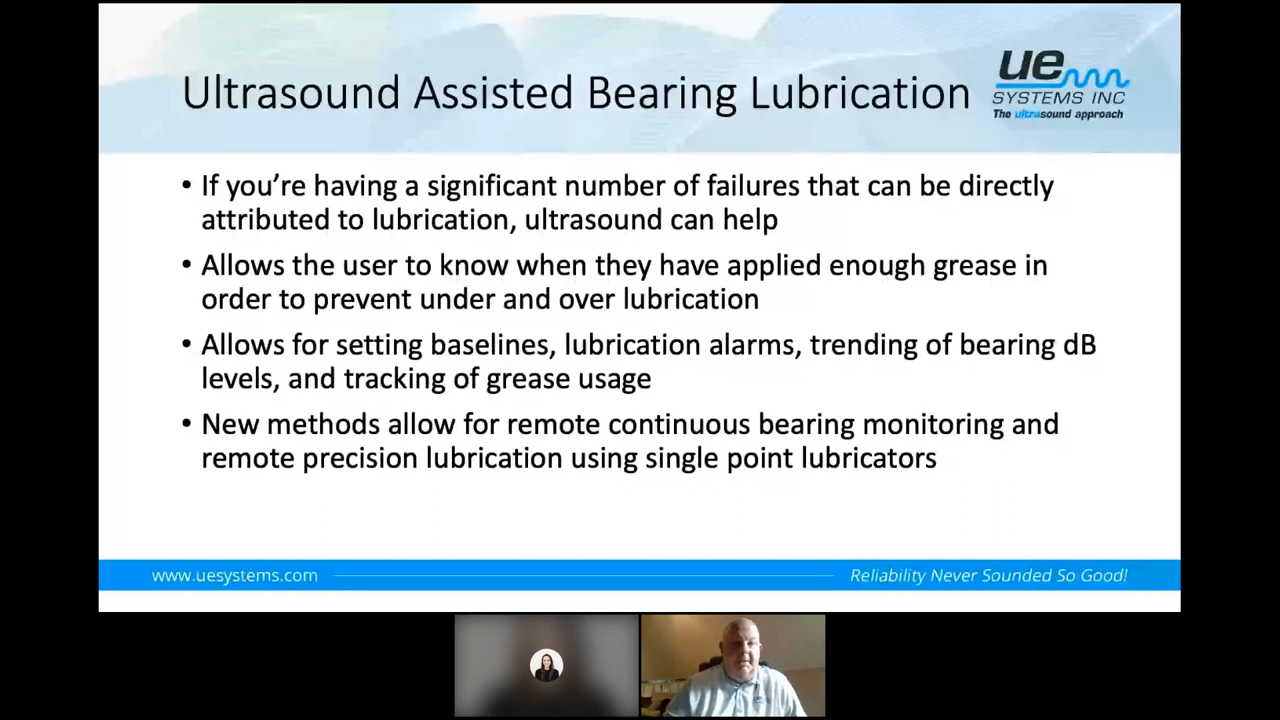 Ultrasound Assisted Bearing Lubrication
ue
SYSTEMS INC
The ultrasound approach
• If you’re having a significant number of failures that can be directly
attributed to lubrication, ultrasound can help
• Allows the user to know when they have applied enough grease in
order to prevent under and over lubrication
• Allows for setting baselines, lubrication alarms, trending of bearing dB
levels, and tracking of grease usage
• New methods allow for remote continuous bearing monitoring and
remote precision lubrication using single point lubricators
www.uesystems.com
Reliability Never Sounded So Good!